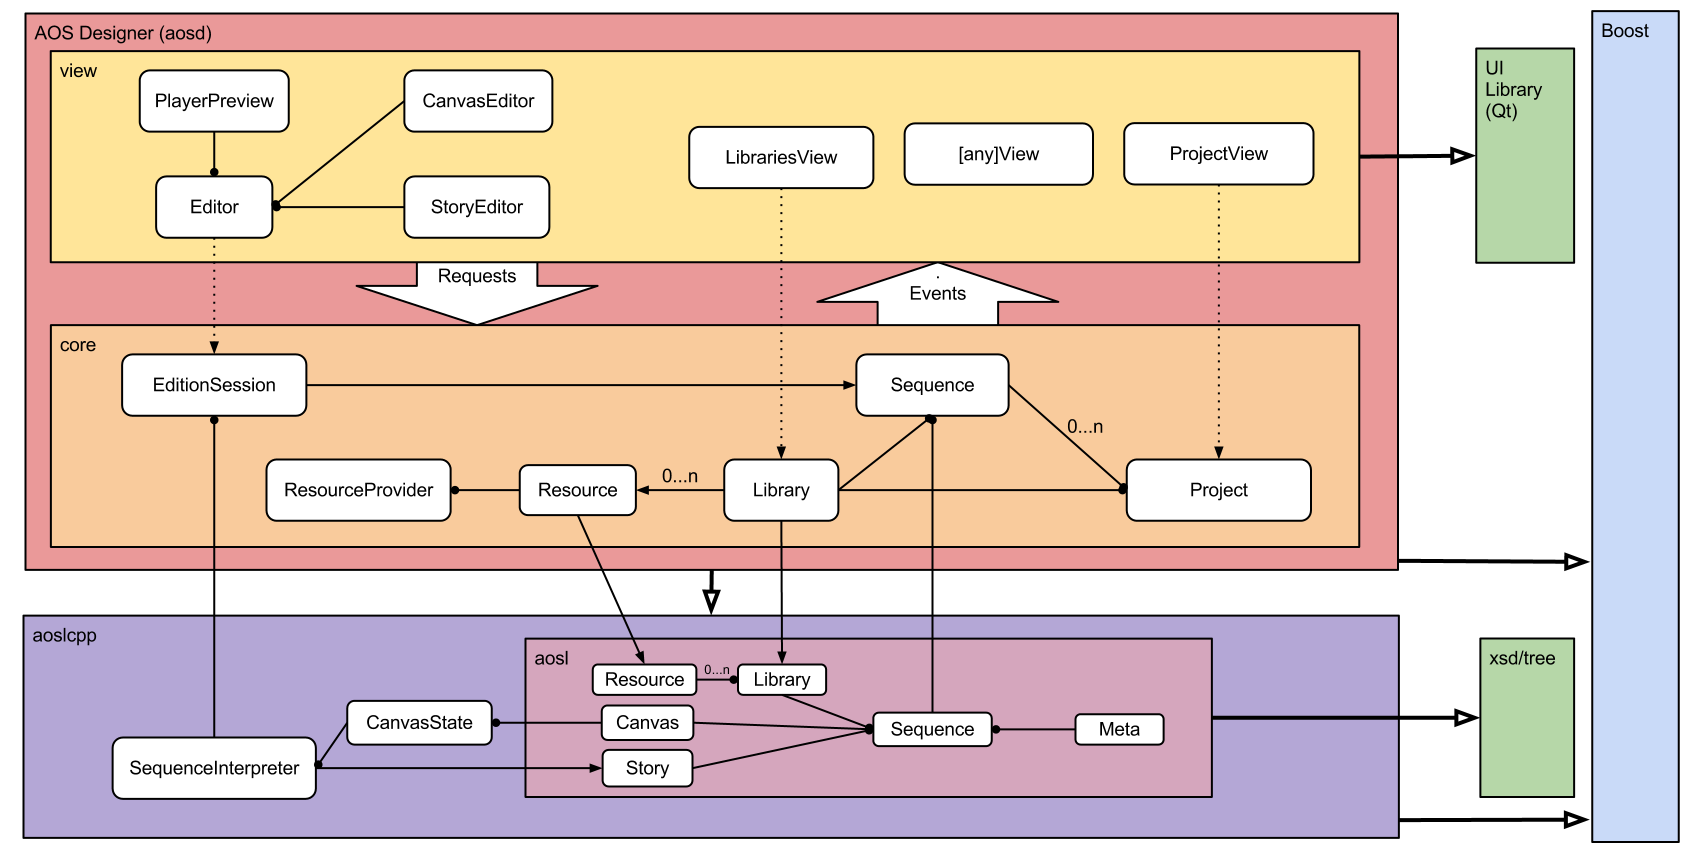 AOS Designer (aosd)
view
PlayerPreview
CanvasEditor
Editor
StoryEditor
LibrariesView
[any]View
ProjectView
UI
Library
(Qt)
Boost
Requests
Events
core
EditionSession
Sequence
0...n
ResourceProvider
Resource
0...n
Library
Project
aoslcpp
aosl
Resource
0...n
Library
CanvasState
Canvas
Sequence
Meta
SequenceInterpreter
Story
xsd/tree